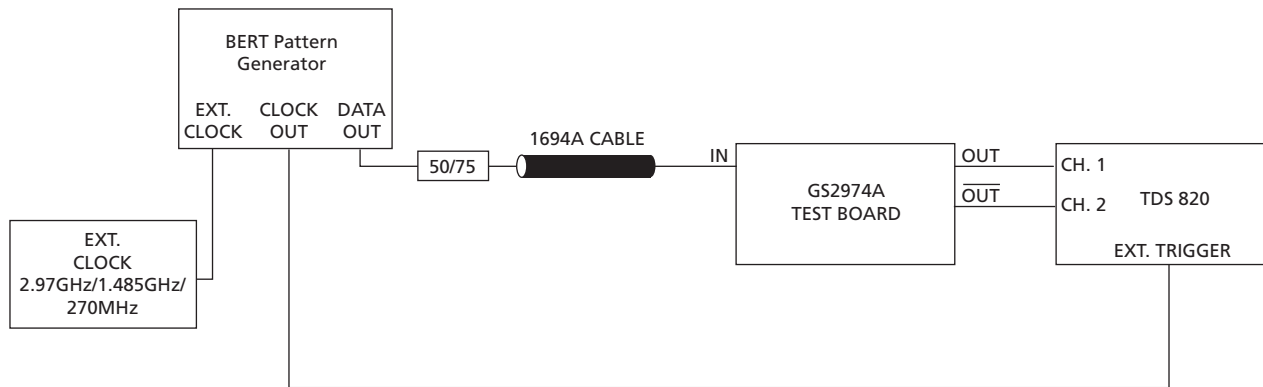 BERT Pattern
Generator
EXT.
CLOCK
CLOCK
OUT
DATA
OUT
50/75
1694A CABLE
IN
GS2974A
TEST BOARD
OUT
OUT
CH. 1
CH. 2
TDS 820
EXT. TRIGGER
EXT.
CLOCK
2.97GHz/1.485GHz/
270MHz